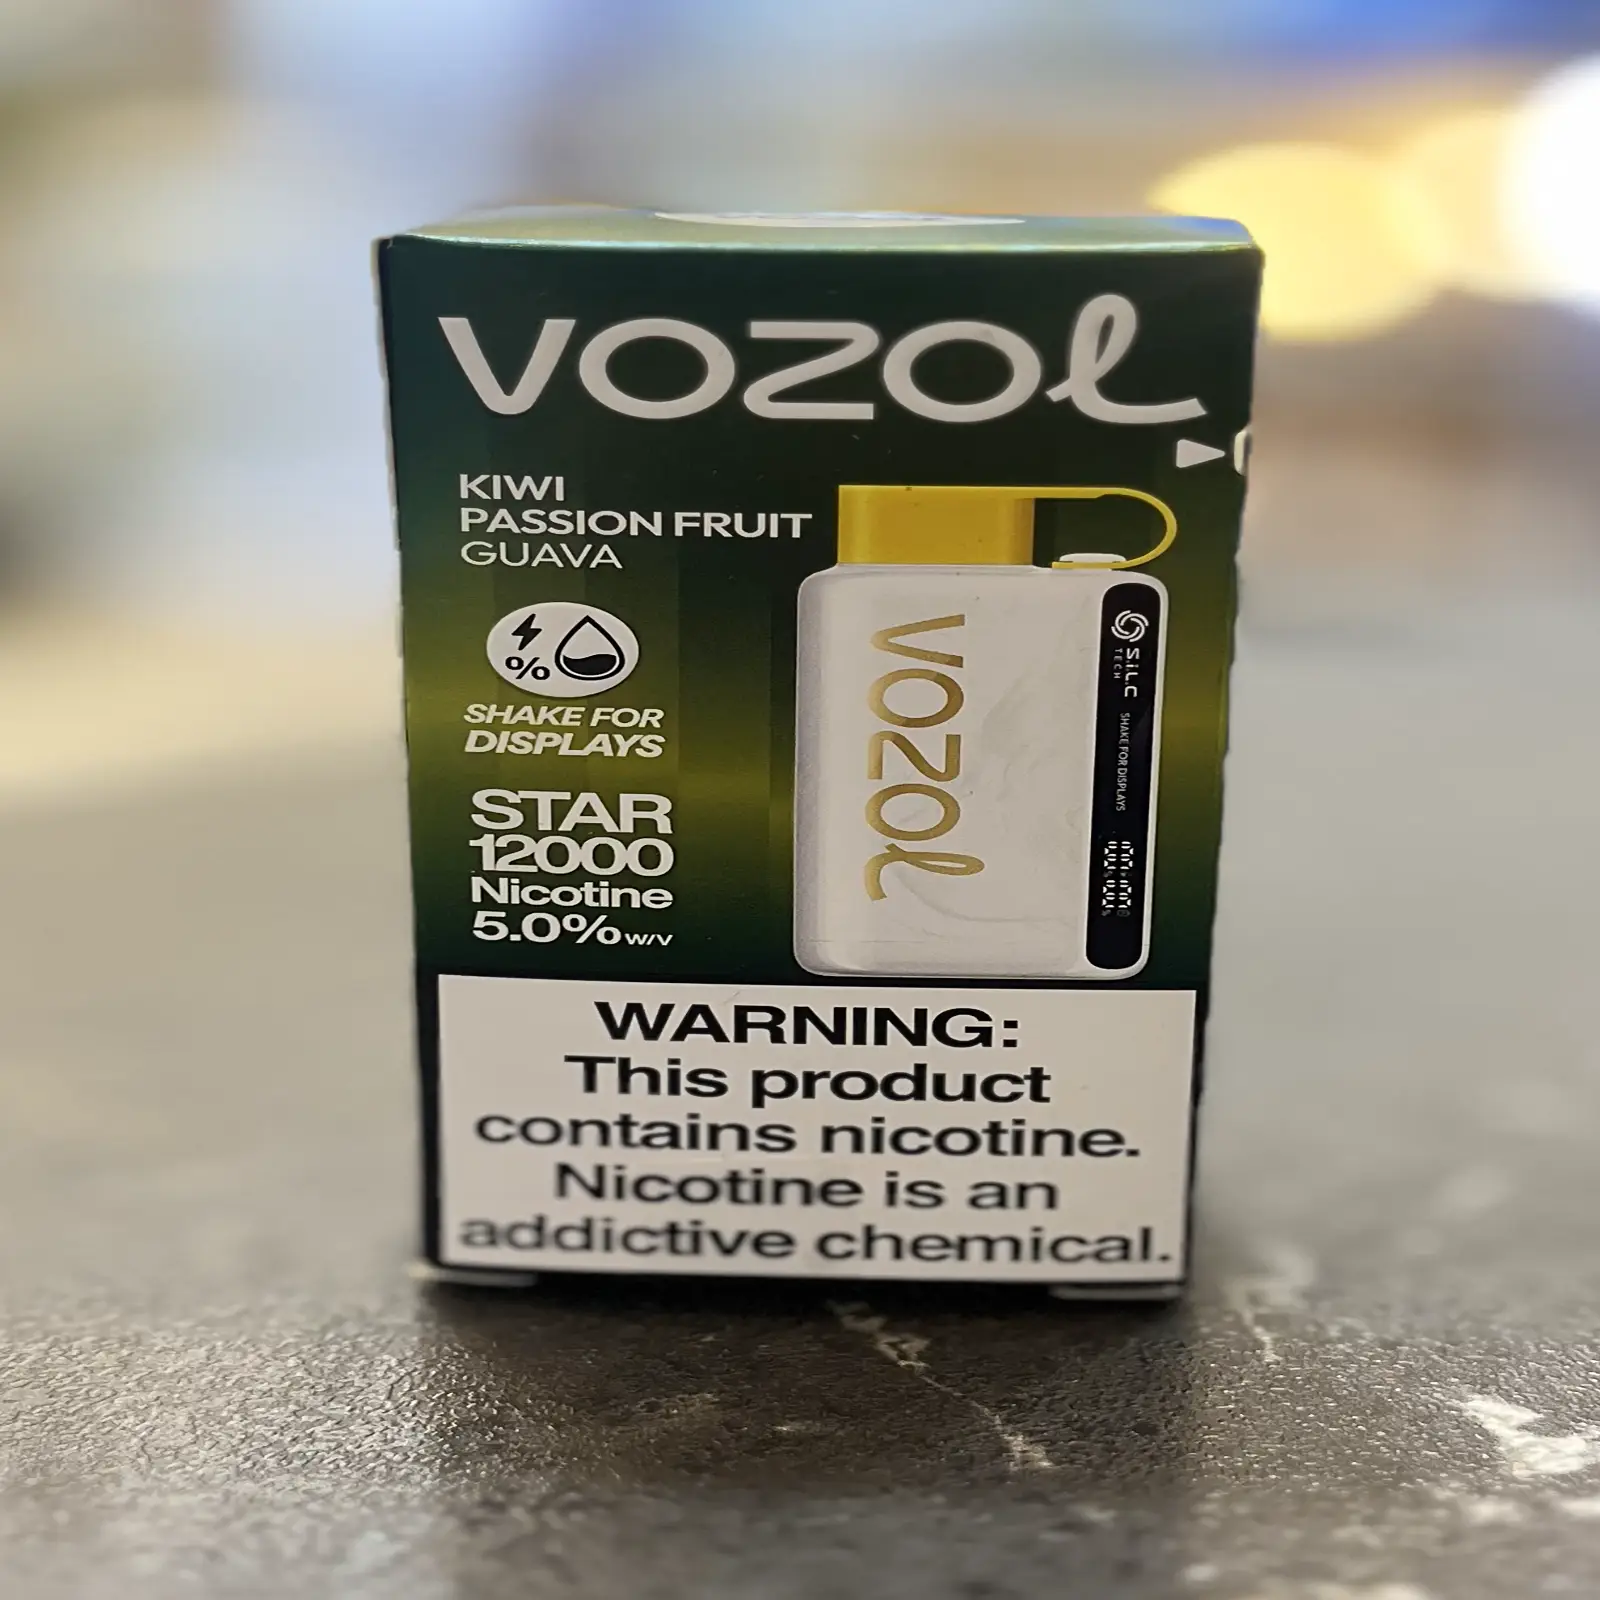 VOZOL
KIWI
PASSION FRUIT
GUAVA
%
SHAKE FOR
DISPLAYS
STAR
12000
Nicotine
5.0% w/v
VOZOL
S.i.L.C
TECH
SHAKE FOR DISPLAYS
WARNING:
This product
contains nicotine.
Nicotine is an
addictive chemical.